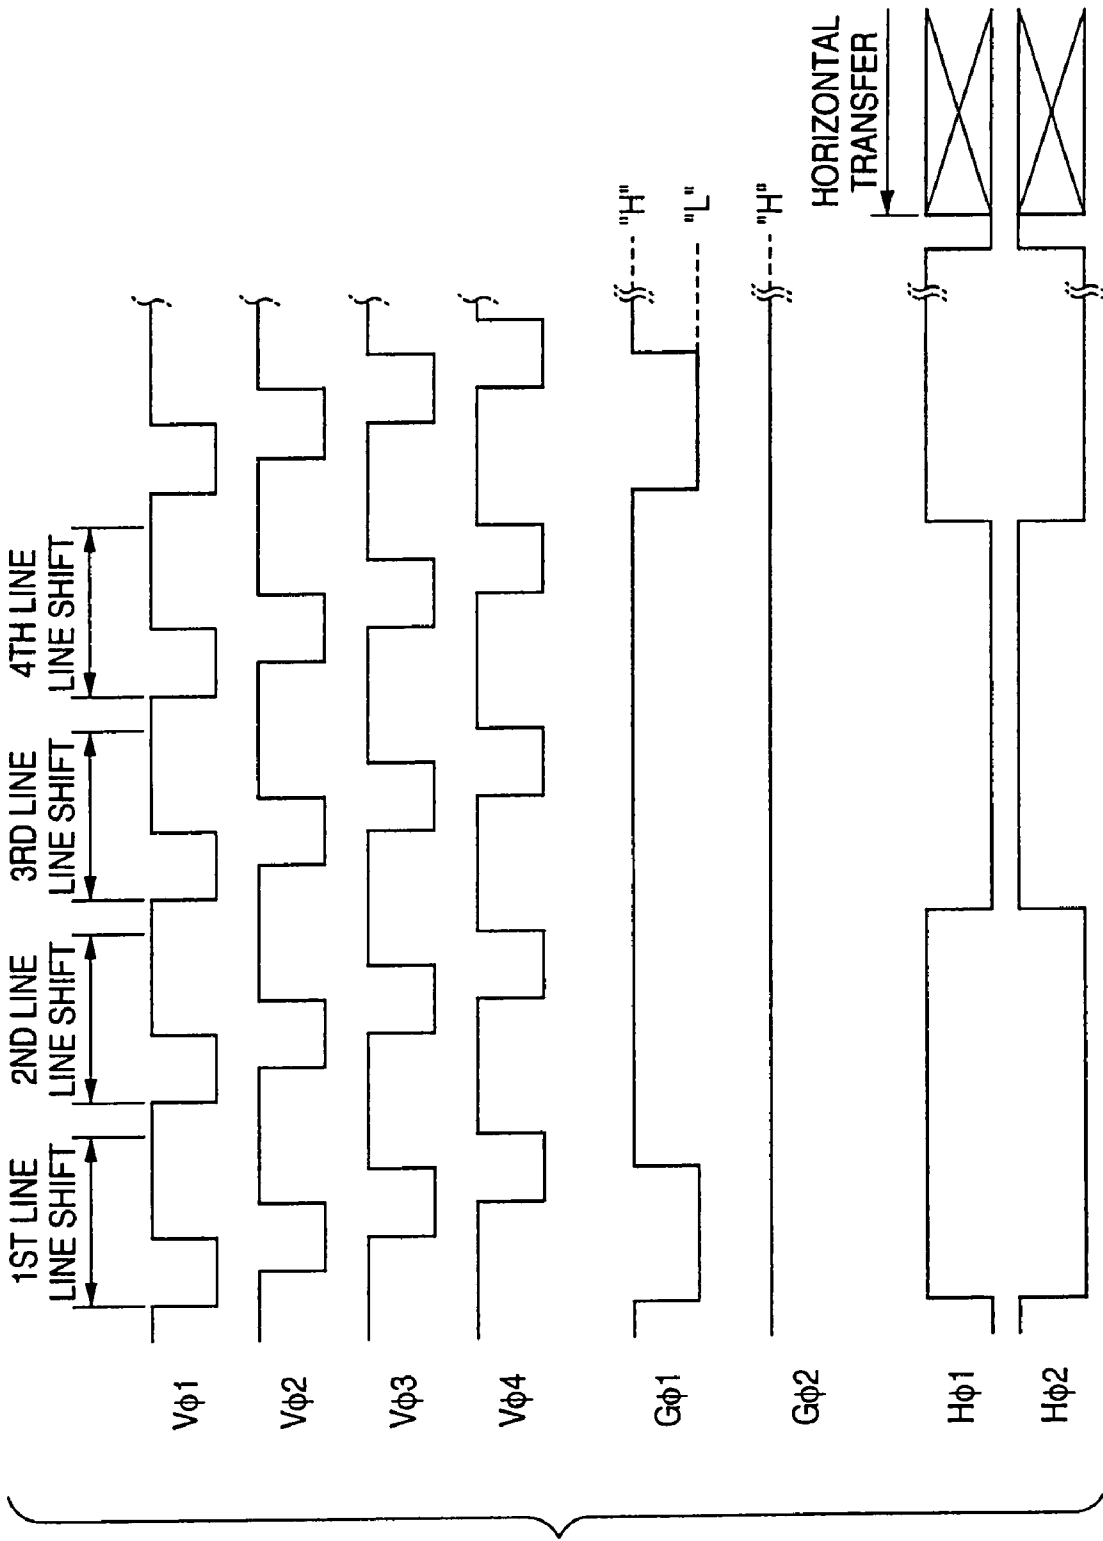 1ST LINE
LINE SHIFT
2ND LINE
LINE SHIFT
3RD LINE
LINE SHIFT
4TH LINE
LINE SHIFT
Vϕ1
Vϕ2
Vϕ3
Vϕ4
Gϕ1
"H"
"L"
Gϕ2
"H"
HORIZONTAL
TRANSFER
Hϕ1
Hϕ2